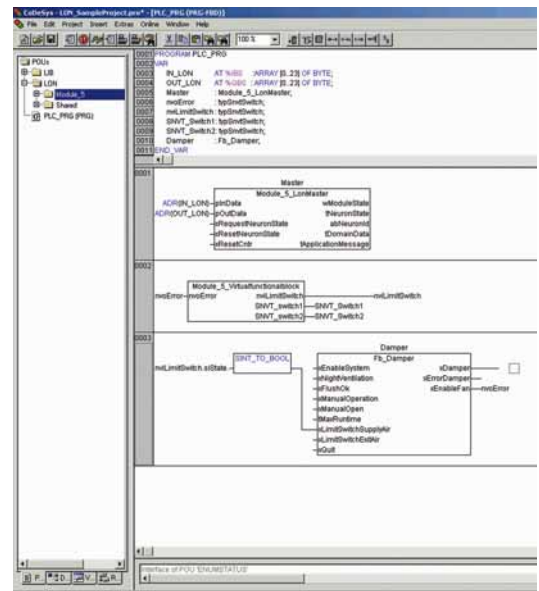 CoDeSys - LON_SampleProject.pro* - [PLC_PRG (PRG-FBD)]
File Edit Project Insert Extras Online Window Help
100 %
POUs
LIB
LON
Module_5
Shared
PLC_PRG (PRG)
0001 PROGRAM PLC_PRG
0002 VAR
0003 IN_LON AT %IB0 :ARRAY [0..23] OF BYTE;
0004 OUT_LON AT %QB0 :ARRAY [0..23] OF BYTE;
0005 Master : Module_5_LonMaster;
0006 nvoError : typSnvtSwitch;
0007 nviLimitSwitch : typSnvtSwitch;
0008 SNVT_Switch1: typSnvtSwitch;
0009 SNVT_Switch2: typSnvtSwitch;
0010 Damper : Fb_Damper;
0011 END_VAR
0001
Master
Module_5_LonMaster
ADR(IN_LON) pInData wModuleState
ADR(OUT_LON) pOutData tNeuronState
xRequestNeuronState abNeuronId
xResetNeuronState tDomainData
xResetCntr tApplicationMessage
0002
Module_5_Virtualfunctionalblock
nvoError nvoError nviLimitSwitch nviLimitSwitch
SNVT_switch1 SNVT_Switch1
SNVT_switch2 SNVT_Switch2
0003
Damper
SINT_TO_BOOL Fb_Damper
nviLimitSwitch.siState xEnableSystem xDamper
xNightVentilation xErrorDamper
xFlushOk xEnableFan nvoError
xManualOperation
xManualOpen
tMaxRuntime
xLimitSwitchSupplyAir
xLimitSwitchExitAir
xQuit
P... D... V... R...
Interface of POU 'ENUMSTATUS'